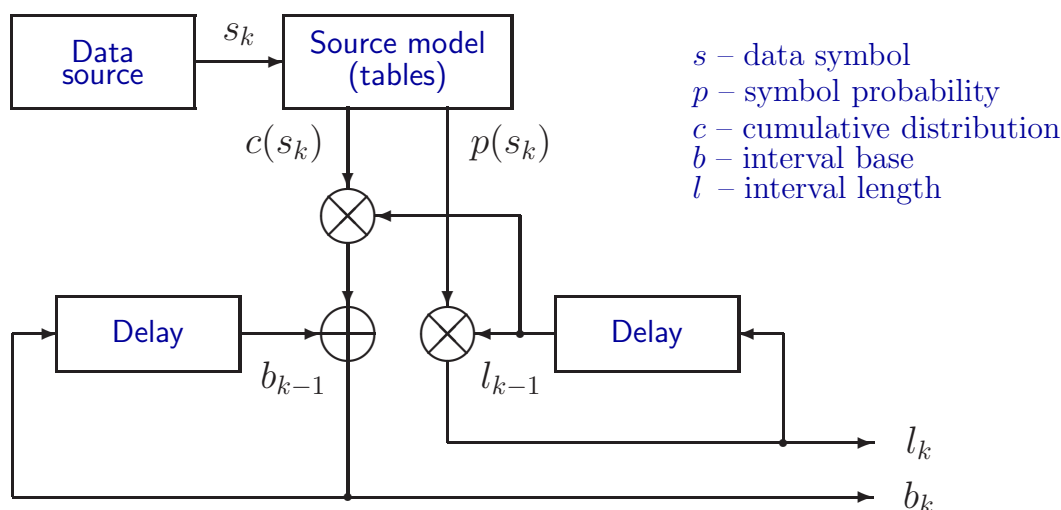 Data
source
s_k
Source model
(tables)
s – data symbol
p – symbol probability
c – cumulative distribution
b – interval base
l – interval length
c(s_k)
p(s_k)
Delay
b_{k−1}
l_{k−1}
Delay
l_k
b_k